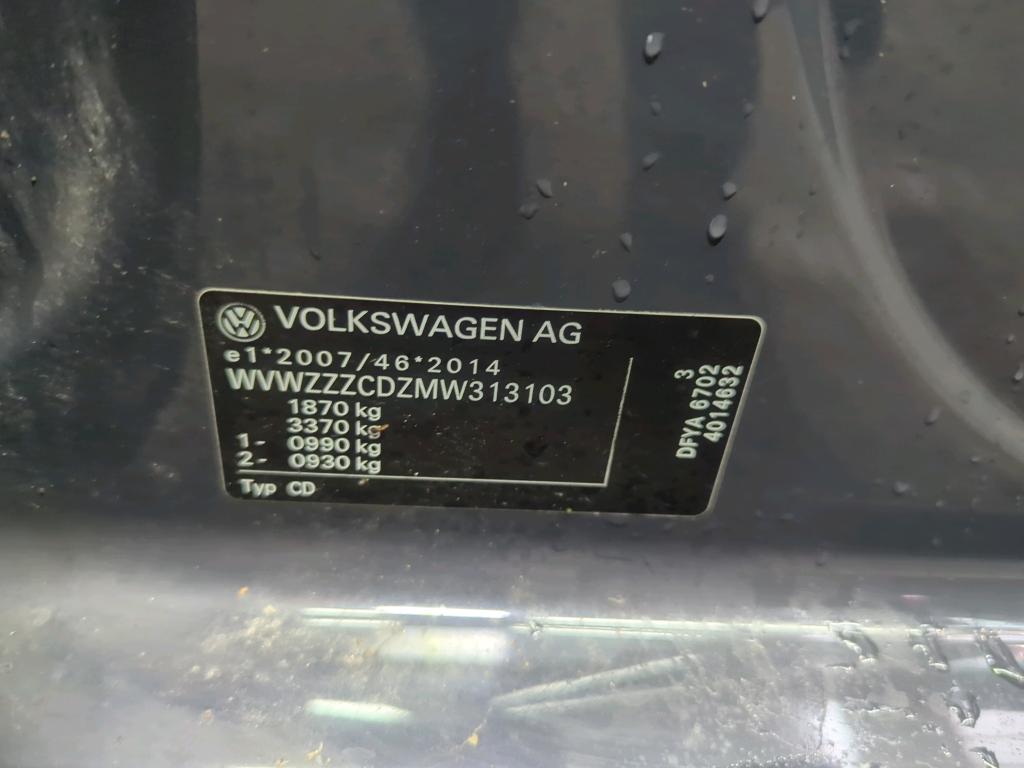 VOLKSWAGEN AG
e1*2007/46*2014
WVWZZZCDZMW313103
1870 kg
3370 kg
1- 0990 kg
2- 0930 kg
Typ CD
3
DFYA 6702
4014632